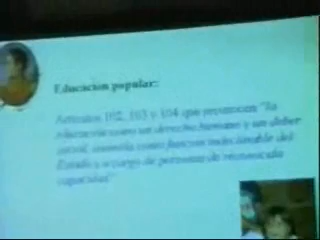 Educación popular:
Artículos 102, 103 y 104 que reconocen "la
educación como un derecho humano y un deber
social, asumida como función indeclinable del
Estado y a cargo de personas de reconocida
capacidad"